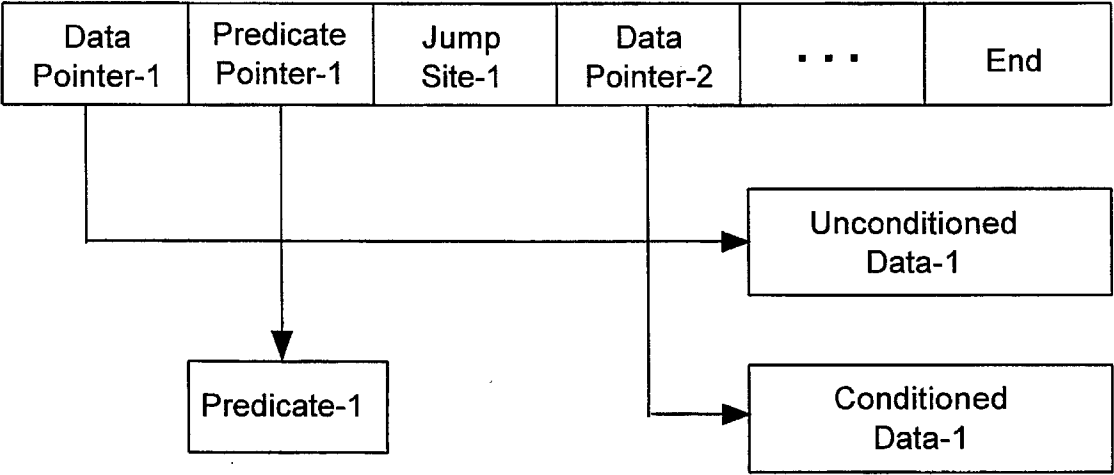 Data
Pointer-1
Predicate
Pointer-1
Jump
Site-1
Data
Pointer-2
...
End
Unconditioned
Data-1
Predicate-1
Conditioned
Data-1